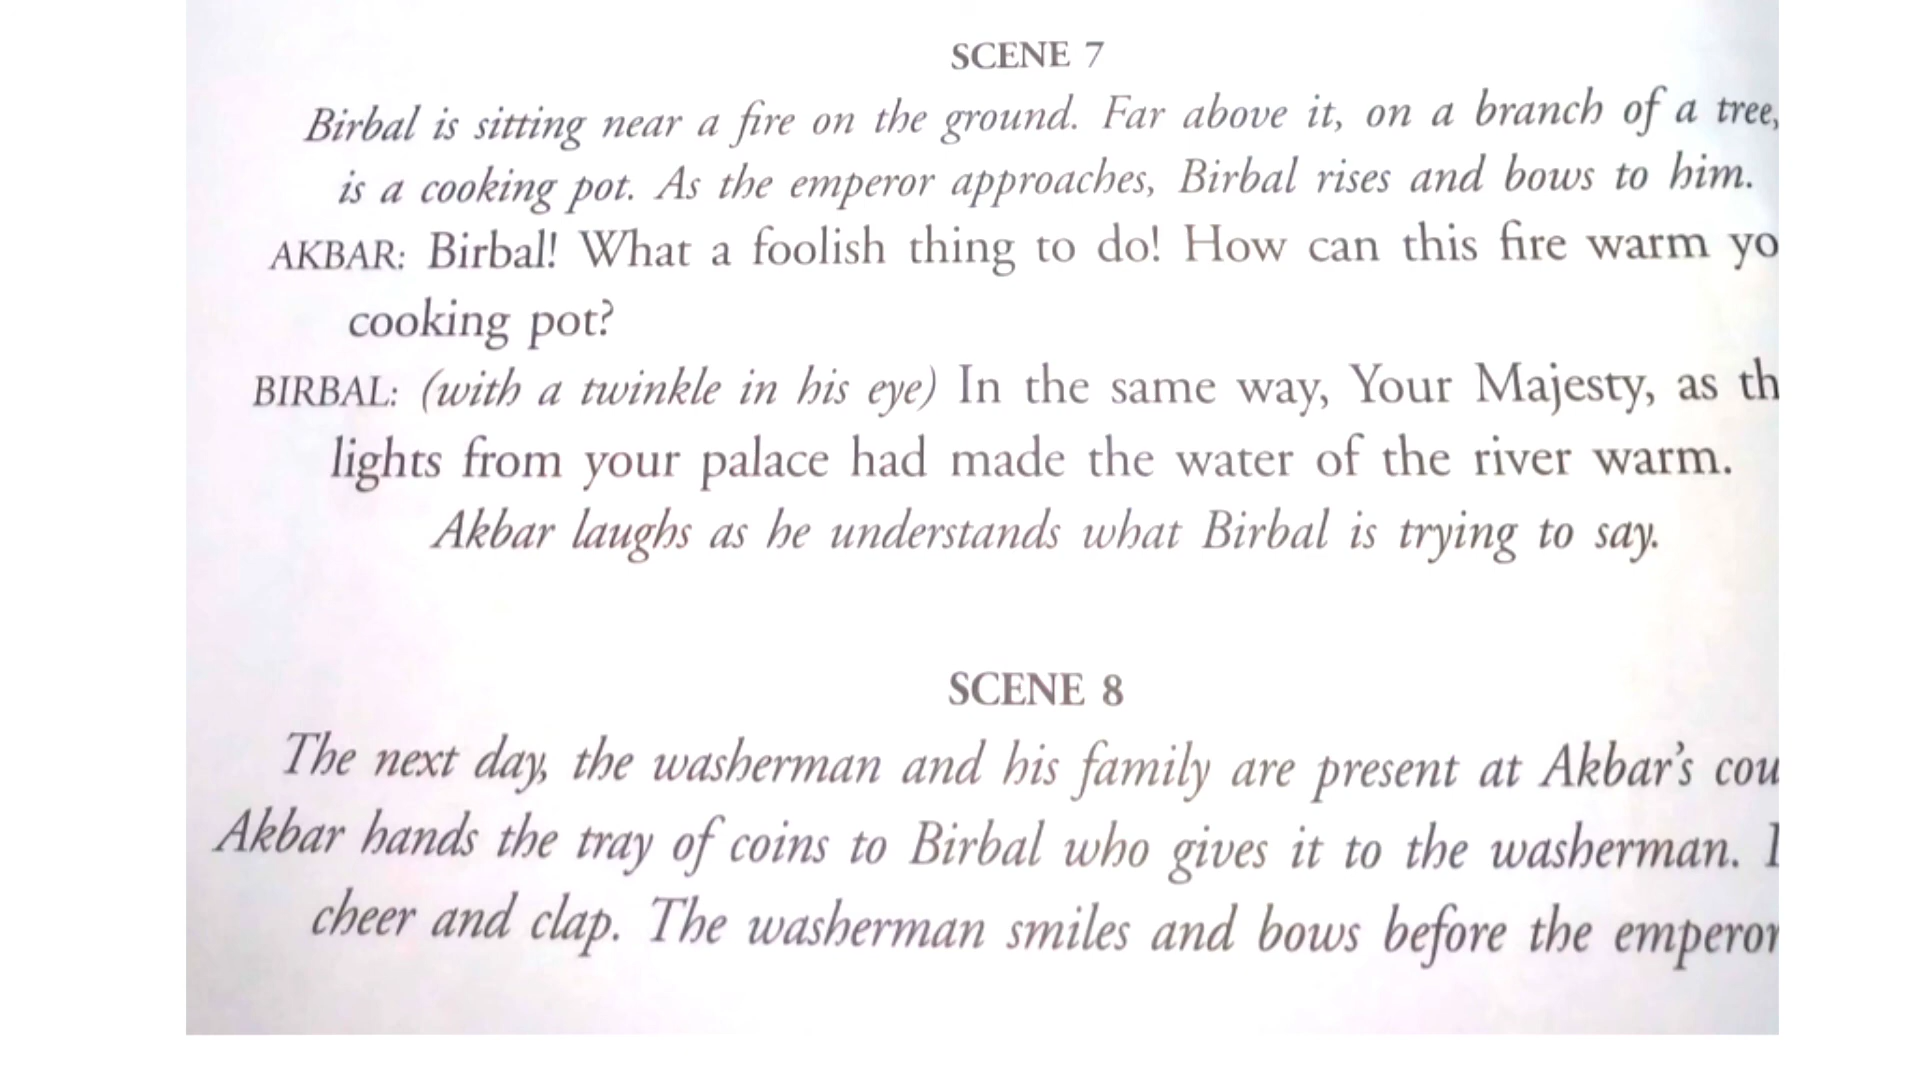 SCENE 7
Birbal is sitting near a fire on the ground. Far above it, on a branch of a tree,
is a cooking pot. As the emperor approaches, Birbal rises and bows to him.
AKBAR: Birbal! What a foolish thing to do! How can this fire warm yo
cooking pot?
BIRBAL: (with a twinkle in his eye) In the same way, Your Majesty, as th
lights from your palace had made the water of the river warm.
Akbar laughs as he understands what Birbal is trying to say.
SCENE 8
The next day, the washerman and his family are present at Akbar's cou
Akbar hands the tray of coins to Birbal who gives it to the washerman.
cheer and clap. The washerman smiles and bows before the emperor